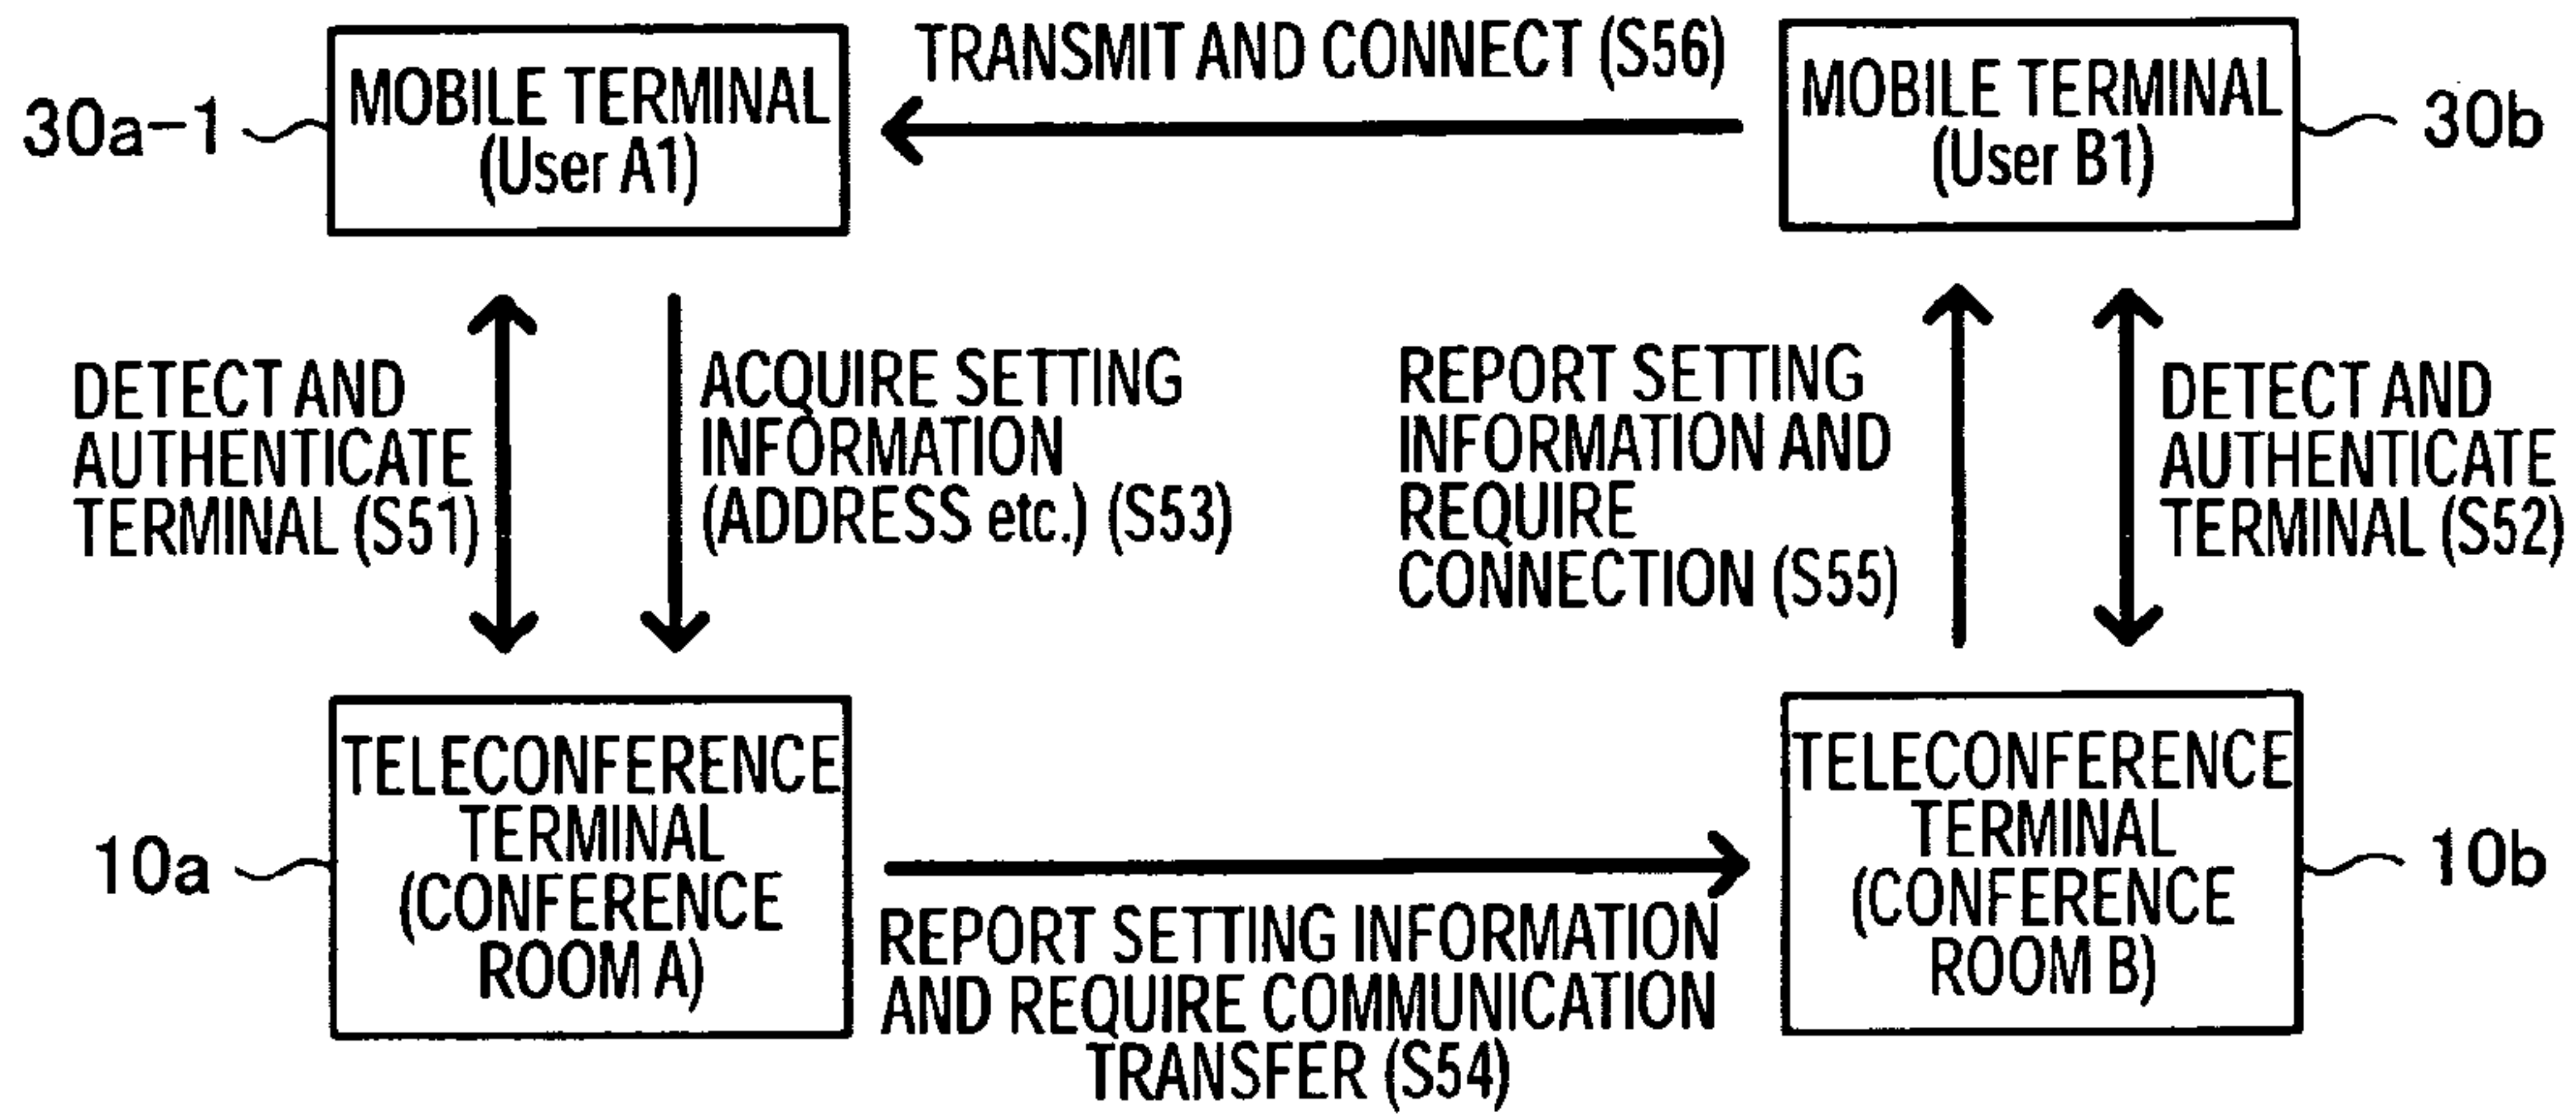 TRANSMIT AND CONNECT (S56)
30a-1
MOBILE TERMINAL
(User A1)
MOBILE TERMINAL
(User B1)
30b
DETECT AND
AUTHENTICATE
TERMINAL (S51)
ACQUIRE SETTING
INFORMATION
(ADDRESS etc.) (S53)
REPORT SETTING
INFORMATION AND
REQUIRE
CONNECTION (S55)
DETECT AND
AUTHENTICATE
TERMINAL (S52)
10a
TELECONFERENCE
TERMINAL
(CONFERENCE
ROOM A)
REPORT SETTING INFORMATION
AND REQUIRE COMMUNICATION
TRANSFER (S54)
TELECONFERENCE
TERMINAL
(CONFERENCE
ROOM B)
10b